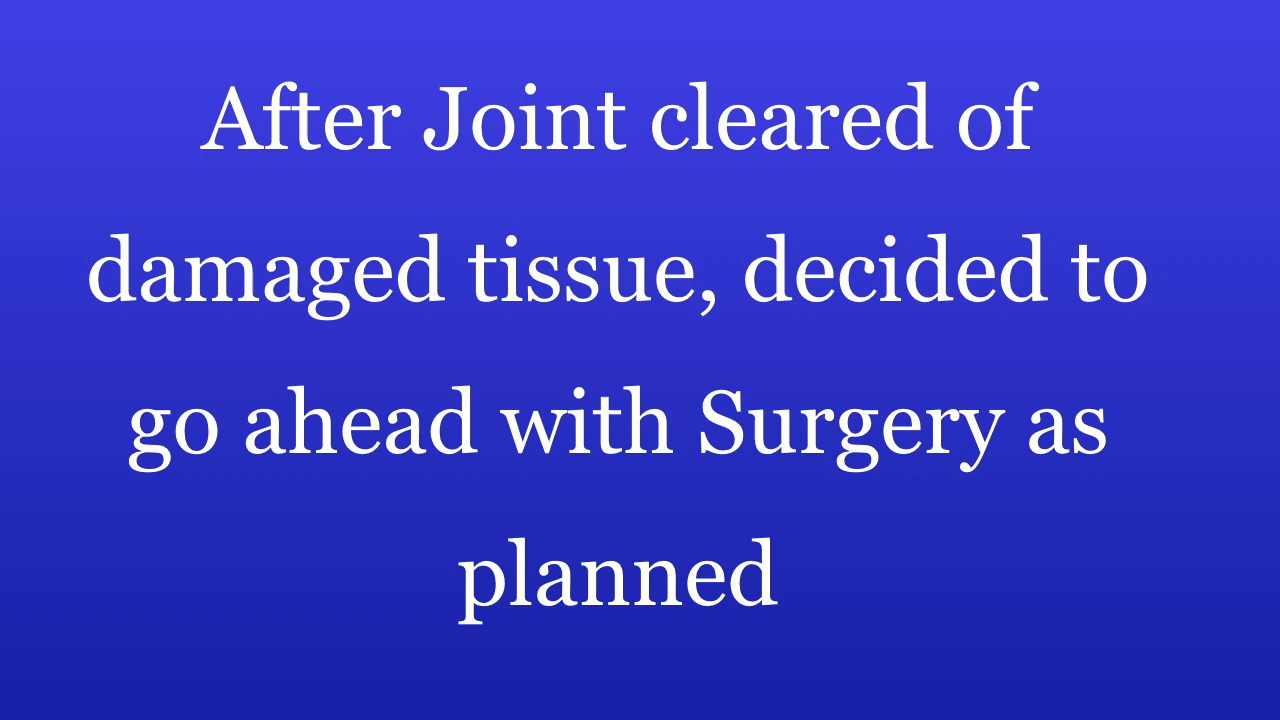 After Joint cleared of
damaged tissue, decided to
go ahead with Surgery as
planned